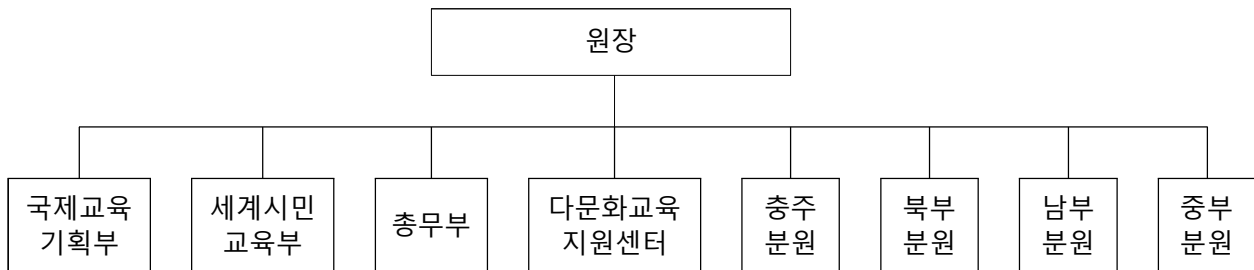 원장
국제교육
기획부
세계시민
교육부
총무부
다문화교육
지원센터
충주
분원
북부
분원
남부
분원
중부
분원